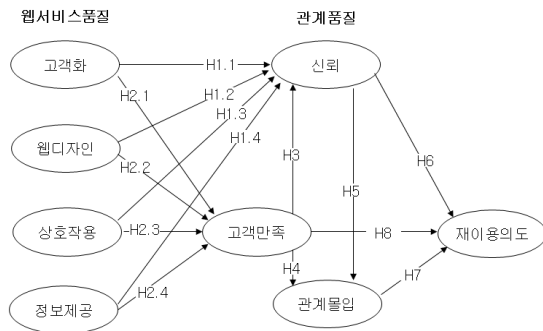 웹서비스품질
관계품질
고객화
신뢰
H1.1
H2.1
H1.2
H1.3
H1.4
웹디자인
H2.2
H3
H5
H6
상호작용
H2.3
고객만족
H8
재이용의도
H4
H7
정보제공
H2.4
관계몰입